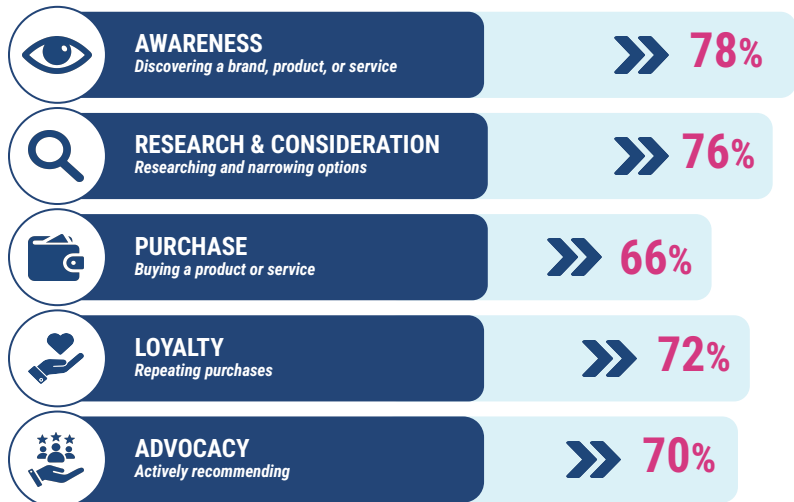 AWARENESS
Discovering a brand, product, or service
78%
RESEARCH & CONSIDERATION
Researching and narrowing options
76%
PURCHASE
Buying a product or service
66%
LOYALTY
Repeating purchases
72%
ADVOCACY
Actively recommending
70%